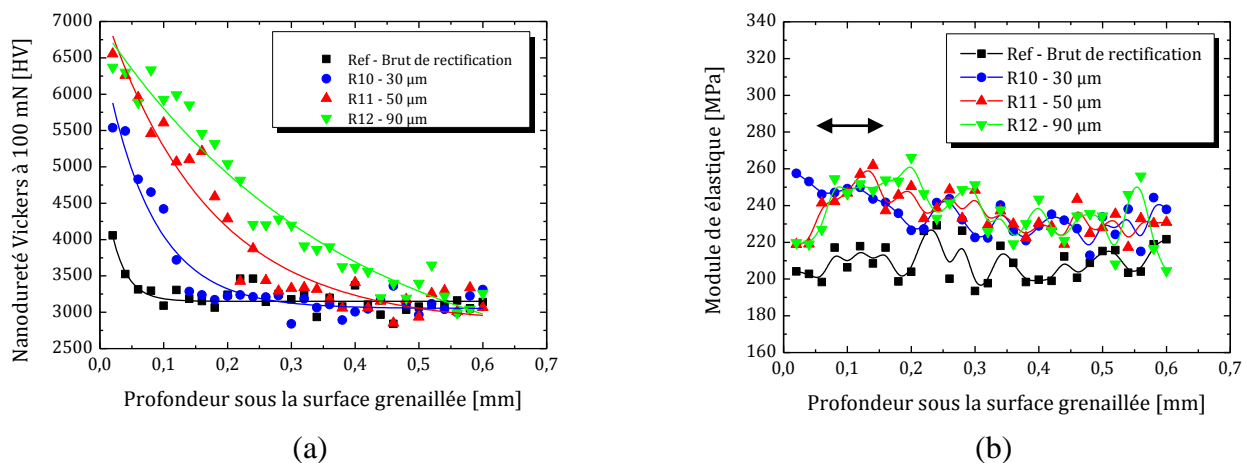 Nanodureté Vickers à 100 mN [HV]
7000
6500
6000
5500
5000
4500
4000
3500
3000
2500
Ref - Brut de rectification
R10 - 30 µm
R11 - 50 µm
R12 - 90 µm
0,0 0,1 0,2 0,3 0,4 0,5 0,6 0,7
Profondeur sous la surface grenaillée [mm]
(a)
Module de élastique [MPa]
360
340
320
300
280
260
240
220
200
180
160
Ref - Brut de rectification
R10 - 30 µm
R11 - 50 µm
R12 - 90 µm
0,0 0,1 0,2 0,3 0,4 0,5 0,6 0,7
Profondeur sous la surface grenaillée [mm]
(b)